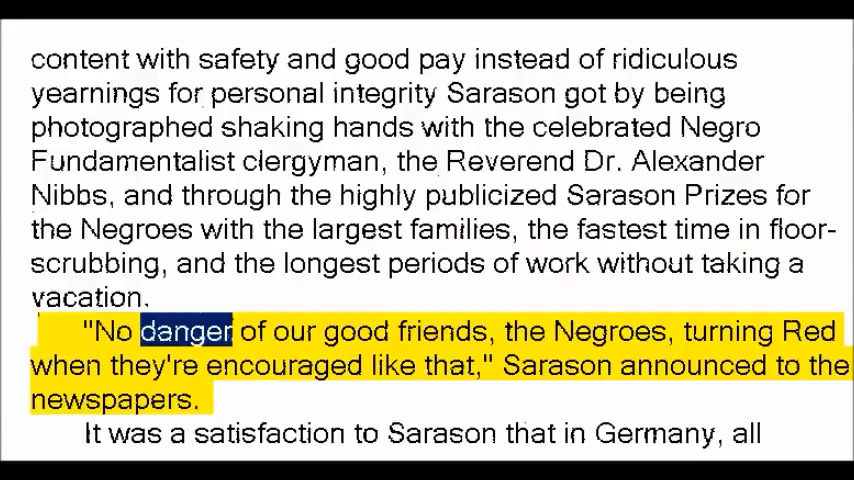 content with safety and good pay instead of ridiculous
yearnings for personal integrity Sarason got by being
photographed shaking hands with the celebrated Negro
Fundamentalist clergyman, the Reverend Dr. Alexander
Nibbs, and through the highly publicized Sarason Prizes for
the Negroes with the largest families, the fastest time in floor-
scrubbing, and the longest periods of work without taking a
vacation.
"No danger of our good friends, the Negroes, turning Red
when they're encouraged like that," Sarason announced to the
newspapers.
It was a satisfaction to Sarason that in Germany, all